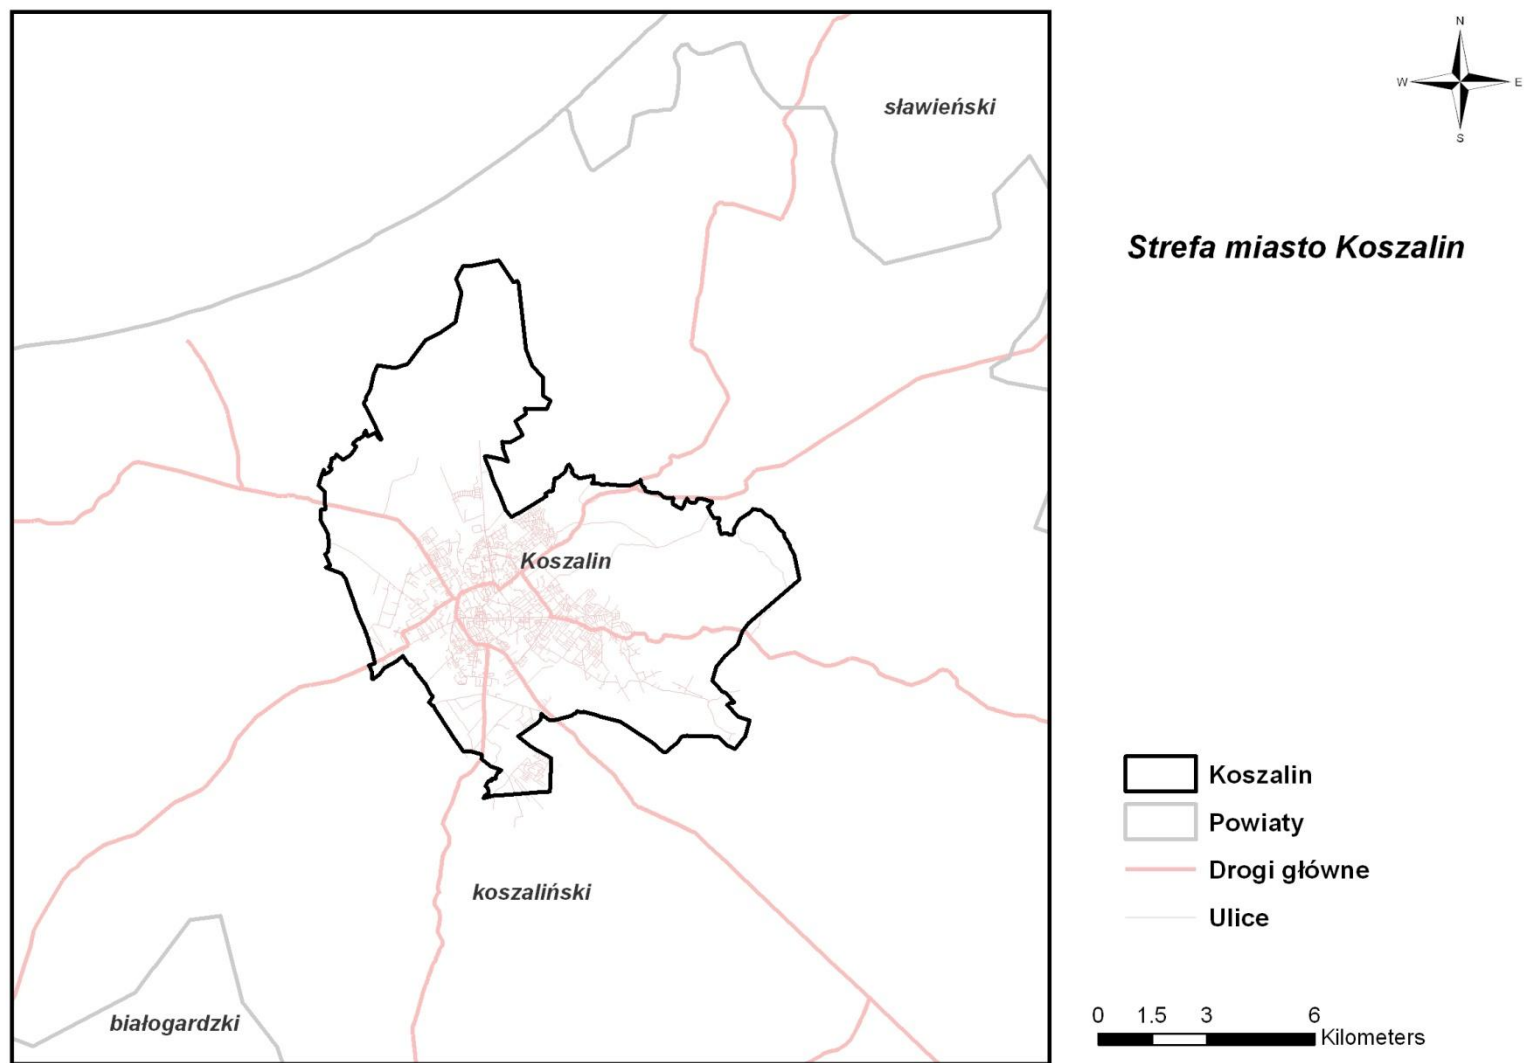 N
W E
S
sławieński
Strefa miasto Koszalin
Koszalin
koszaliński
białogardzki
Koszalin
Powiaty
Drogi główne
Ulice
0 1.5 3 6
Kilometers